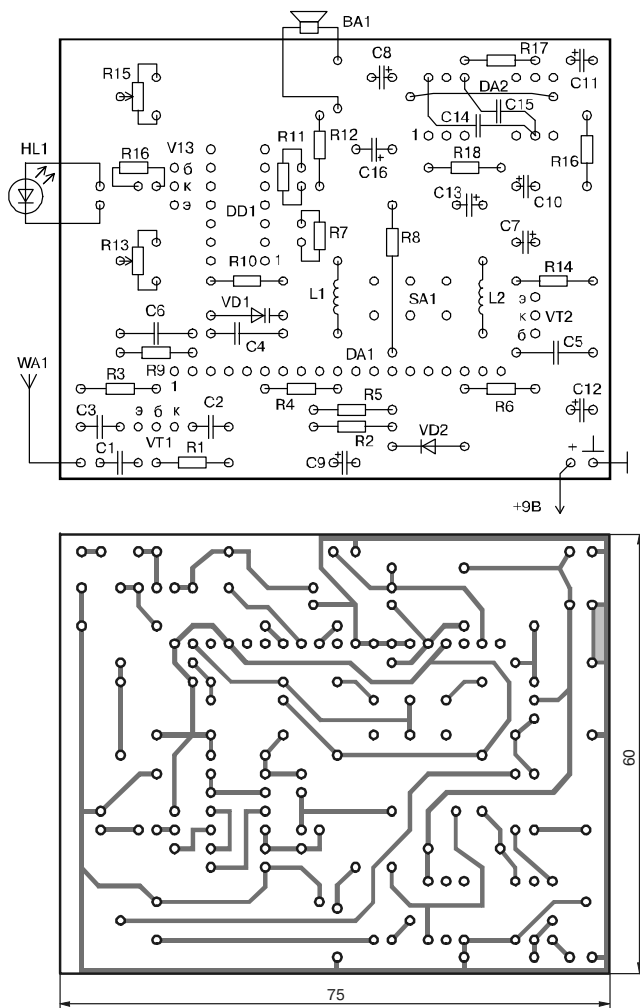 BA1
R17
C8
C11
R15
DA2
C15
C14
1
R11
R12
HL1
V13
R16
б
к
э
C16
R18
R16
DD1
C13
C10
R7
C7
R13
R8
R10
1
R14
L1
L2
VD1
SA1
э
к
б
VT2
C6
C4
C5
R9
DA1
WA1
R3
1
R4
R5
R6
C12
C3
э б к
C2
VT1
R2
VD2
C1
R1
C9
+
+
+9В
60
75